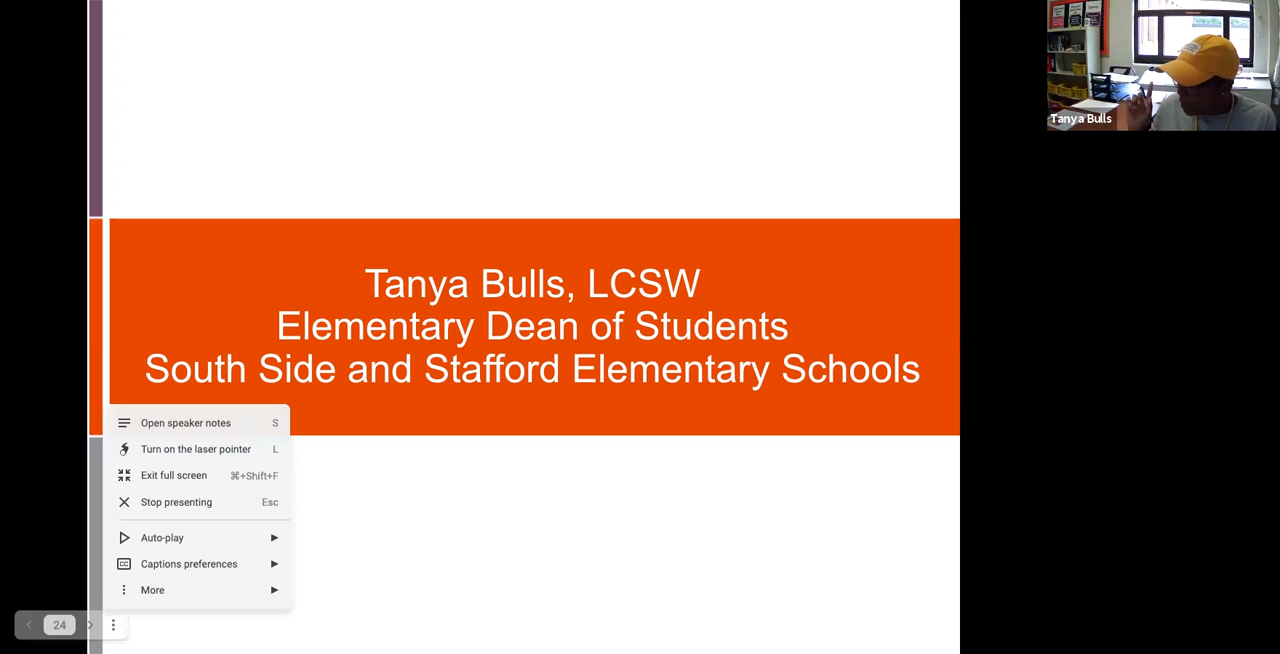 Tanya Bulls, LCSW
Elementary Dean of Students
South Side and Stafford Elementary Schools
Open speaker notes S
Turn on the laser pointer L
Exit full screen ⌘+Shift+F
Stop presenting Esc
Auto-play
CC Captions preferences
More
24
Tanya Bulls